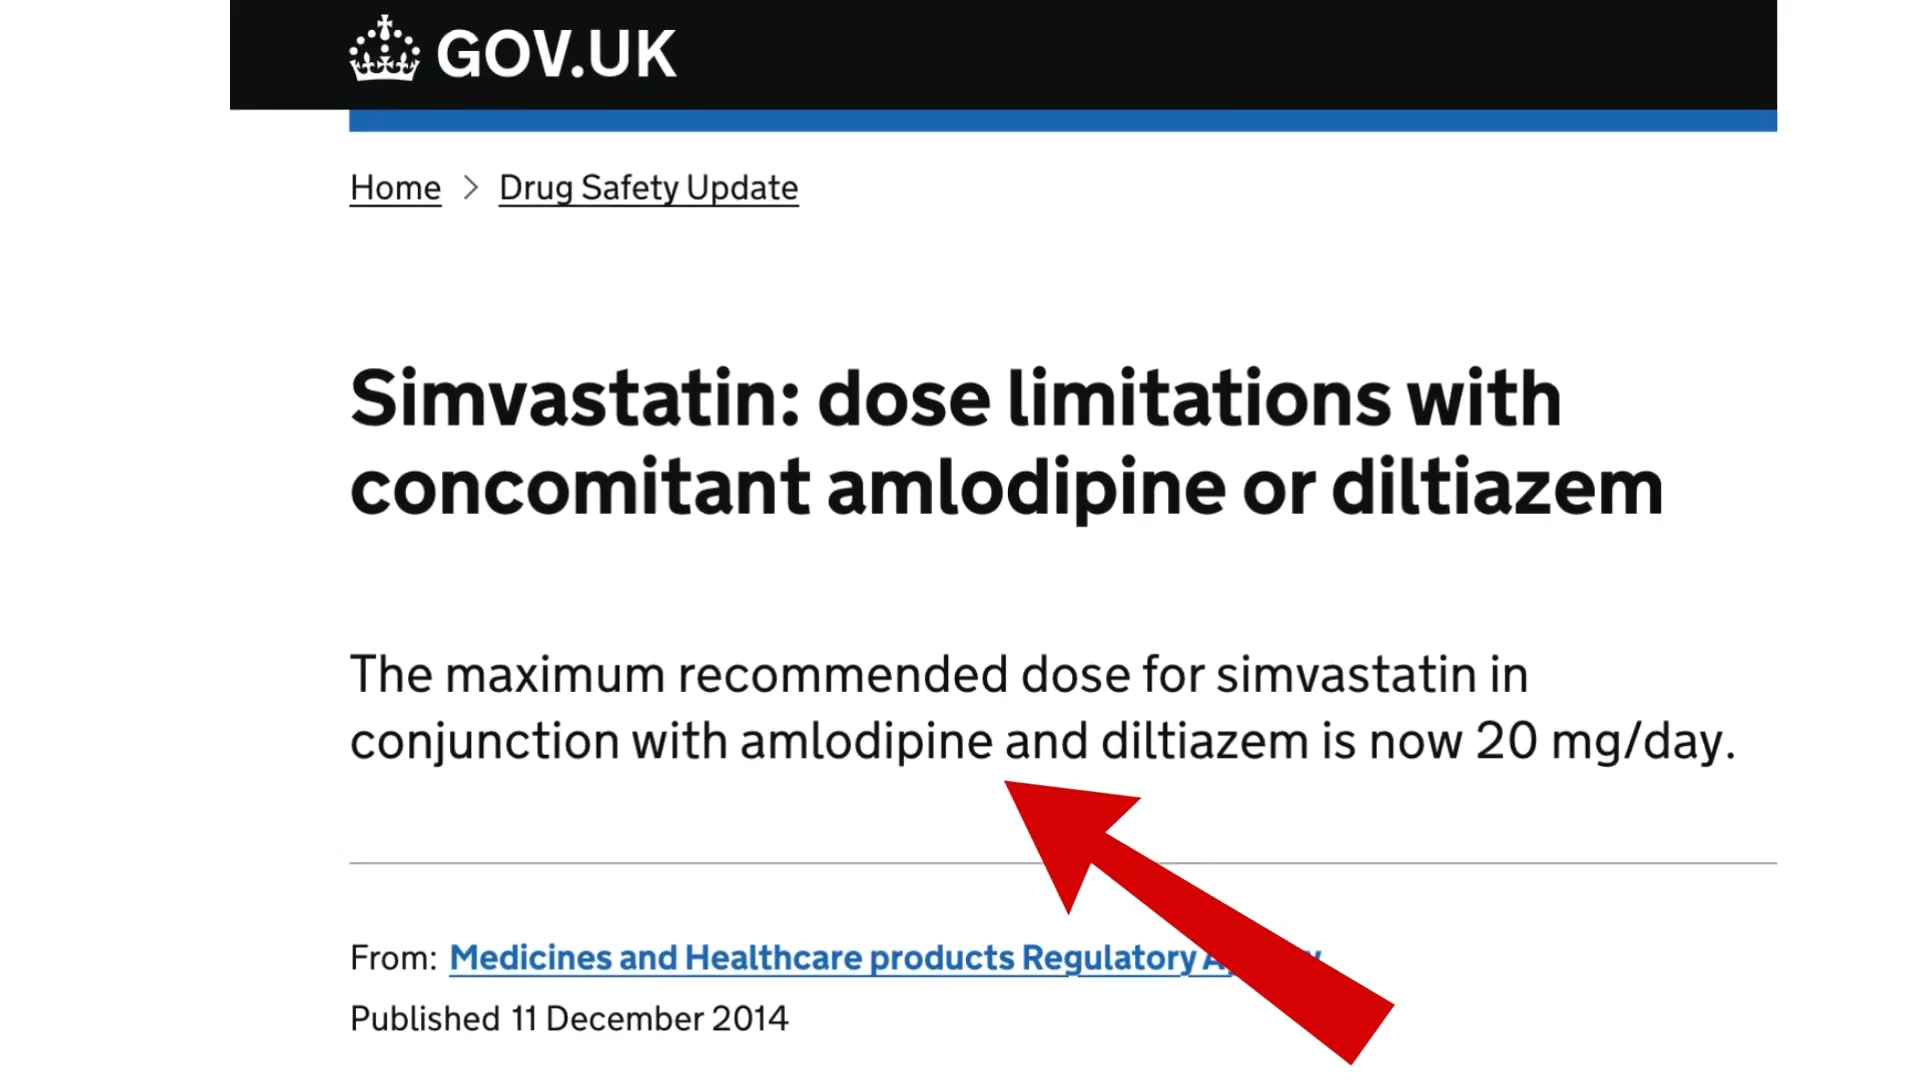 GOV.UK
Home > Drug Safety Update
Simvastatin: dose limitations with
concomitant amlodipine or diltiazem
The maximum recommended dose for simvastatin in
conjunction with amlodipine and diltiazem is now 20 mg/day.
From: Medicines and Healthcare products Regulatory
Published 11 December 2014